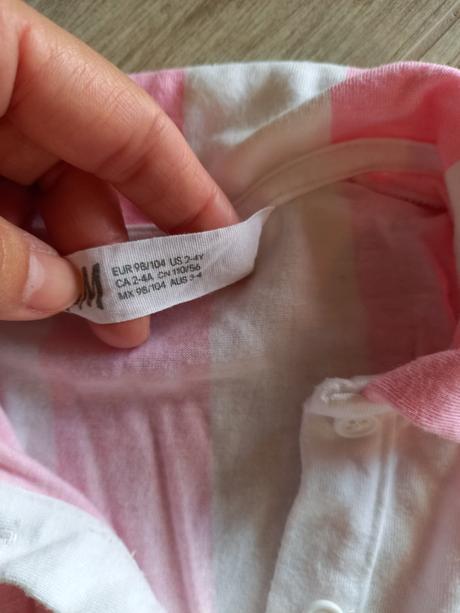 M
EUR 98/104 US 2-4Y
CA 2-4A CN 110/56
MX 98/104 AUS 3-4